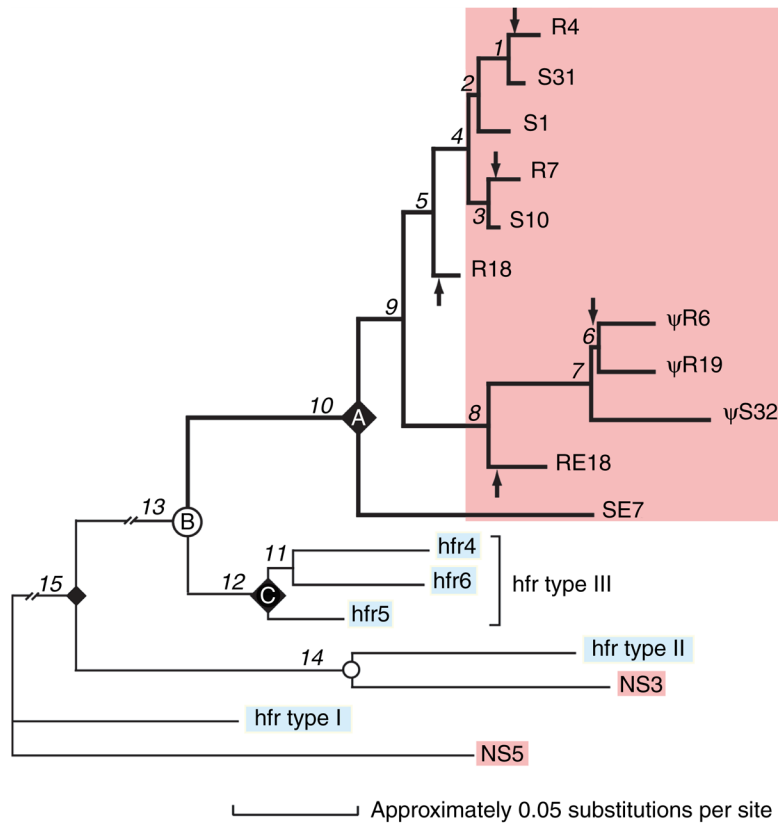 R4
1
S31
2
S1
4
R7
5
3
S10
R18
9
ψR6
6
ψR19
7
10
A
8
ψS32
RE18
13
B
SE7
11
hfr4
15
12
C
hfr6
hfr type III
hfr5
14
hfr type II
NS3
hfr type I
NS5
Approximately 0.05 substitutions per site